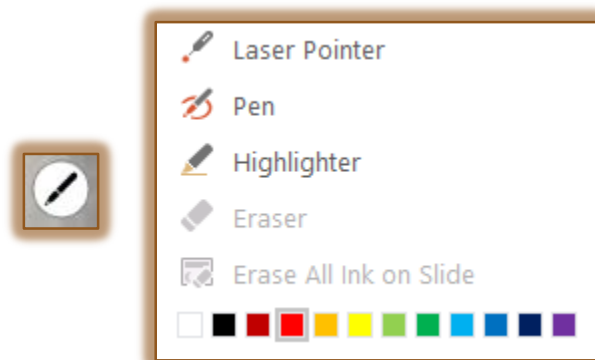 Laser Pointer
Pen
Highlighter
Eraser
Erase All Ink on Slide